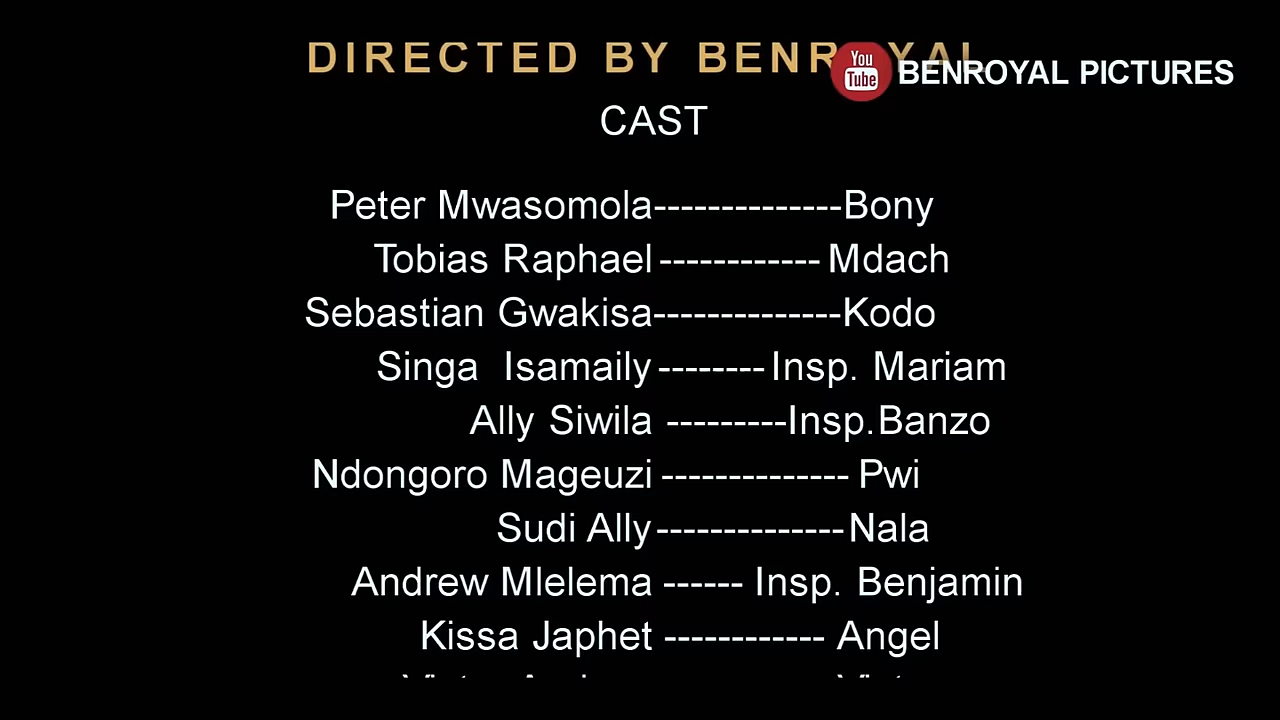 DIRECTED BY BENROYAL
You Tube BENROYAL PICTURES
CAST
Peter Mwasomola--------------Bony
Tobias Raphael ------------ Mdach
Sebastian Gwakisa--------------Kodo
Singa Isamaily -------- Insp. Mariam
Ally Siwila ---------Insp.Banzo
Ndongoro Mageuzi -------------- Pwi
Sudi Ally--------------Nala
Andrew Mlelema ------ Insp. Benjamin
Kissa Japhet ------------ Angel